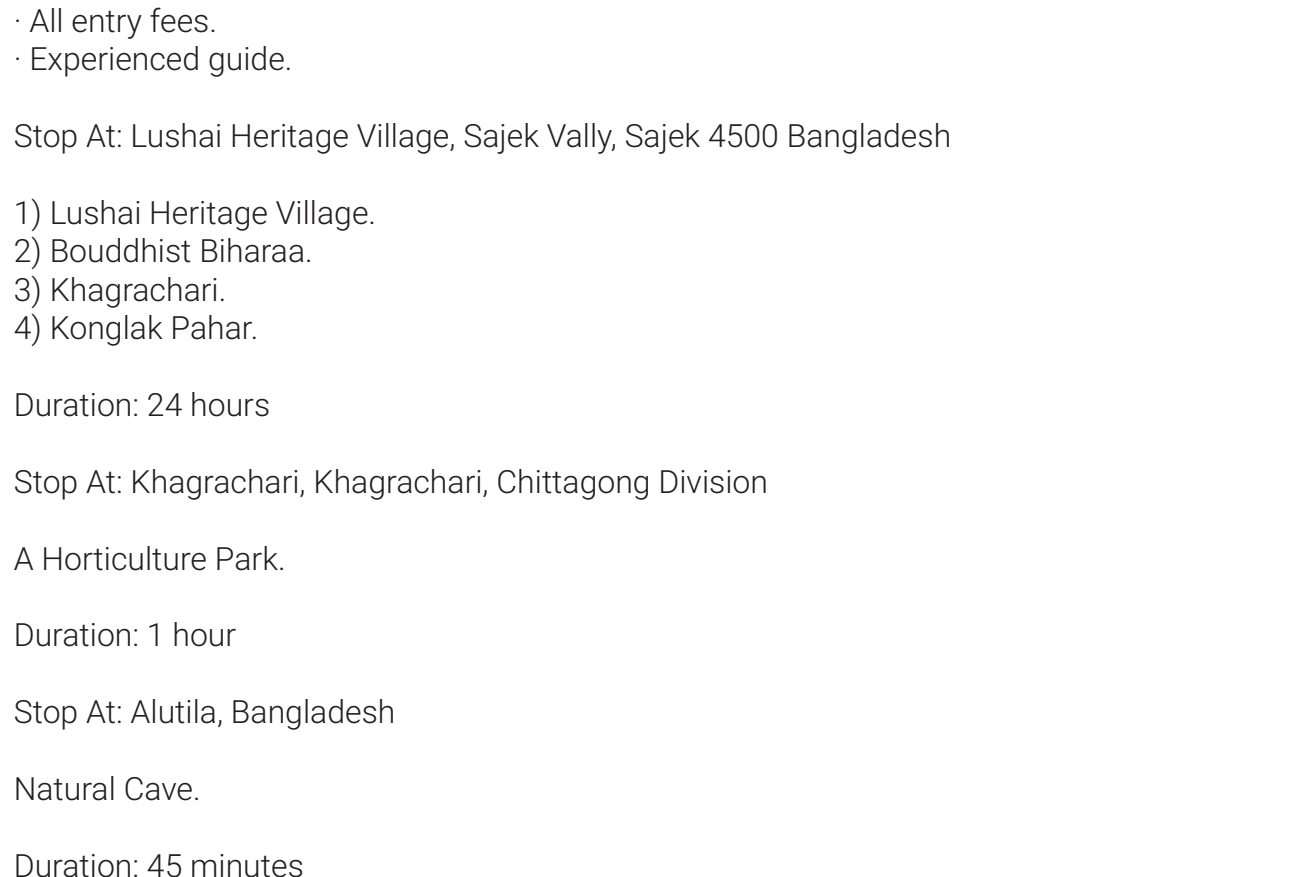 · All entry fees.
· Experienced guide.
Stop At: Lushai Heritage Village, Sajek Vally, Sajek 4500 Bangladesh
1) Lushai Heritage Village.
2) Bouddhist Biharaa.
3) Khagrachari.
4) Konglak Pahar.
Duration: 24 hours
Stop At: Khagrachari, Khagrachari, Chittagong Division
A Horticulture Park.
Duration: 1 hour
Stop At: Alutila, Bangladesh
Natural Cave.
Duration: 45 minutes